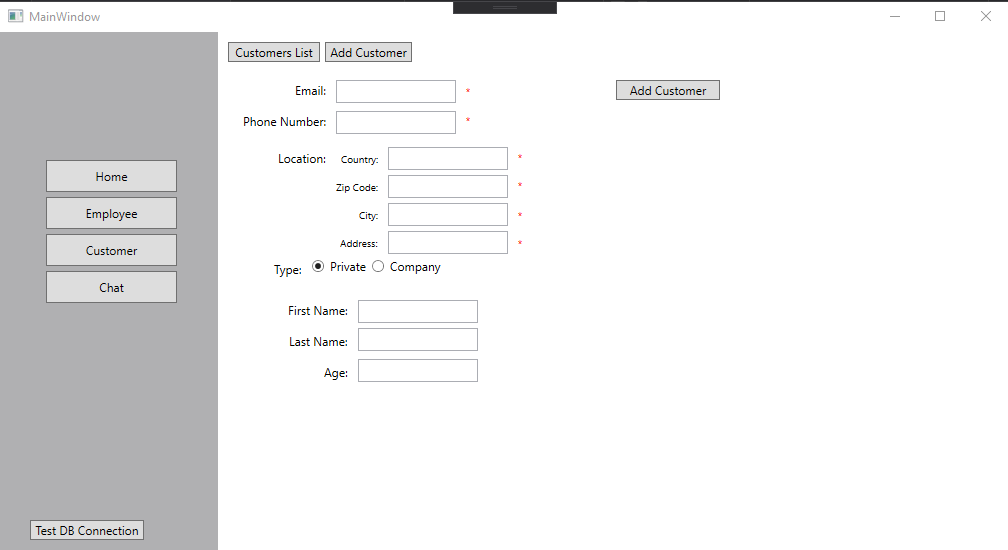 MainWindow
Customers List Add Customer
Email: * Add Customer
Phone Number: *
Location: Country: *
Zip Code: *
City: *
Address: *
Type: Private Company
First Name:
Last Name:
Age:
Home
Employee
Customer
Chat
Test DB Connection